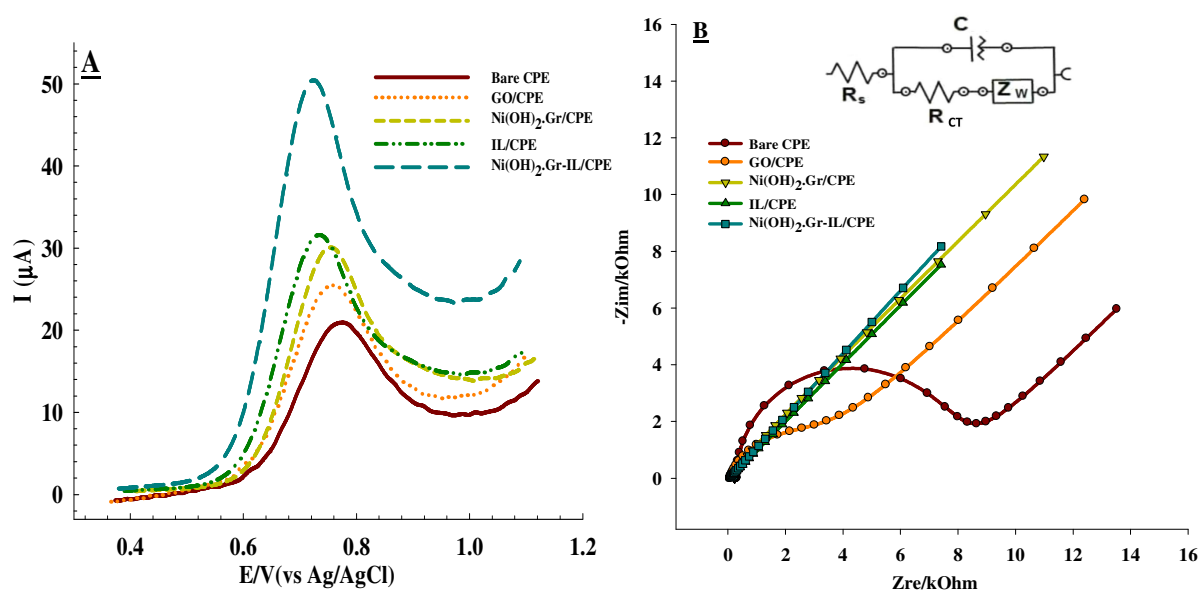 A
I (µA)
50
40
30
20
10
0
Bare CPE
GO/CPE
Ni(OH)₂.Gr/CPE
IL/CPE
Ni(OH)₂.Gr-IL/CPE
0.4 0.6 0.8 1.0 1.2
E/V(vs Ag/AgCl)
B
-Zim/kOhm
16
14
12
10
8
6
4
2
0
C
Rs
RCT
Zw
Bare CPE
GO/CPE
Ni(OH)₂.Gr/CPE
IL/CPE
Ni(OH)₂.Gr-IL/CPE
0 2 4 6 8 10 12 14 16
Zre/kOhm